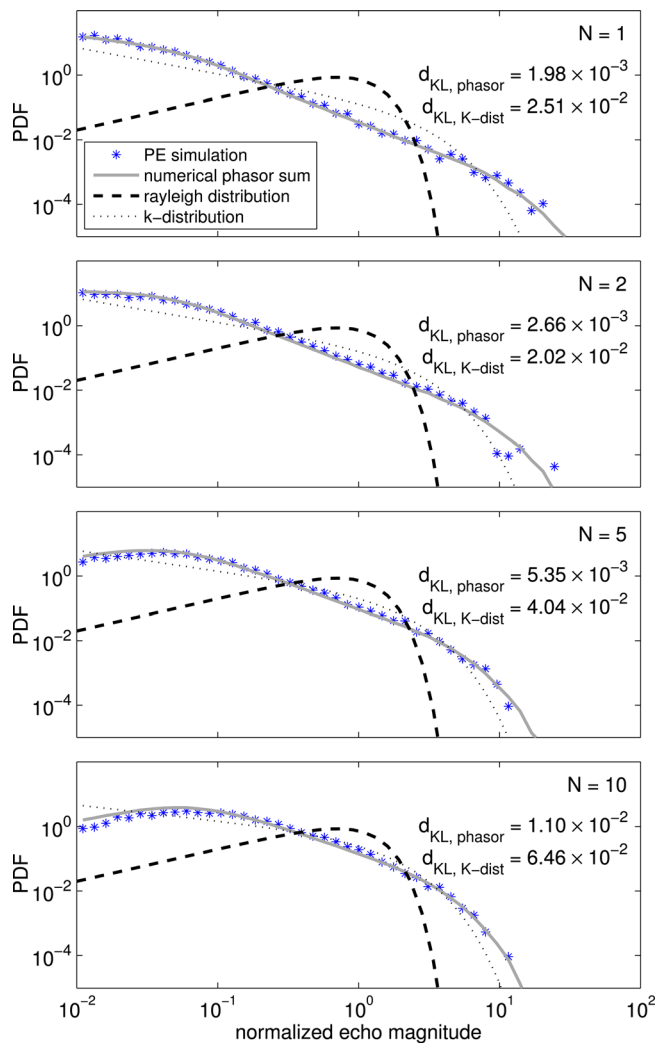 N = 1
d_KL, phasor = 1.98 × 10^−3
d_KL, K−dist = 2.51 × 10^−2
10^0
10^−2
10^−4
PDF
PE simulation
numerical phasor sum
rayleigh distribution
k−distribution
N = 2
d_KL, phasor = 2.66 × 10^−3
d_KL, K−dist = 2.02 × 10^−2
10^0
10^−2
10^−4
PDF
N = 5
d_KL, phasor = 5.35 × 10^−3
d_KL, K−dist = 4.04 × 10^−2
10^0
10^−2
10^−4
PDF
N = 10
d_KL, phasor = 1.10 × 10^−2
d_KL, K−dist = 6.46 × 10^−2
10^0
10^−2
10^−4
PDF
10^−2 10^−1 10^0 10^1 10^2
normalized echo magnitude